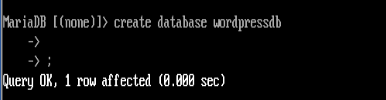 MariaDB [(none)]> create database wordpressdb
    ->
    -> ;
Query OK, 1 row affected (0.000 sec)